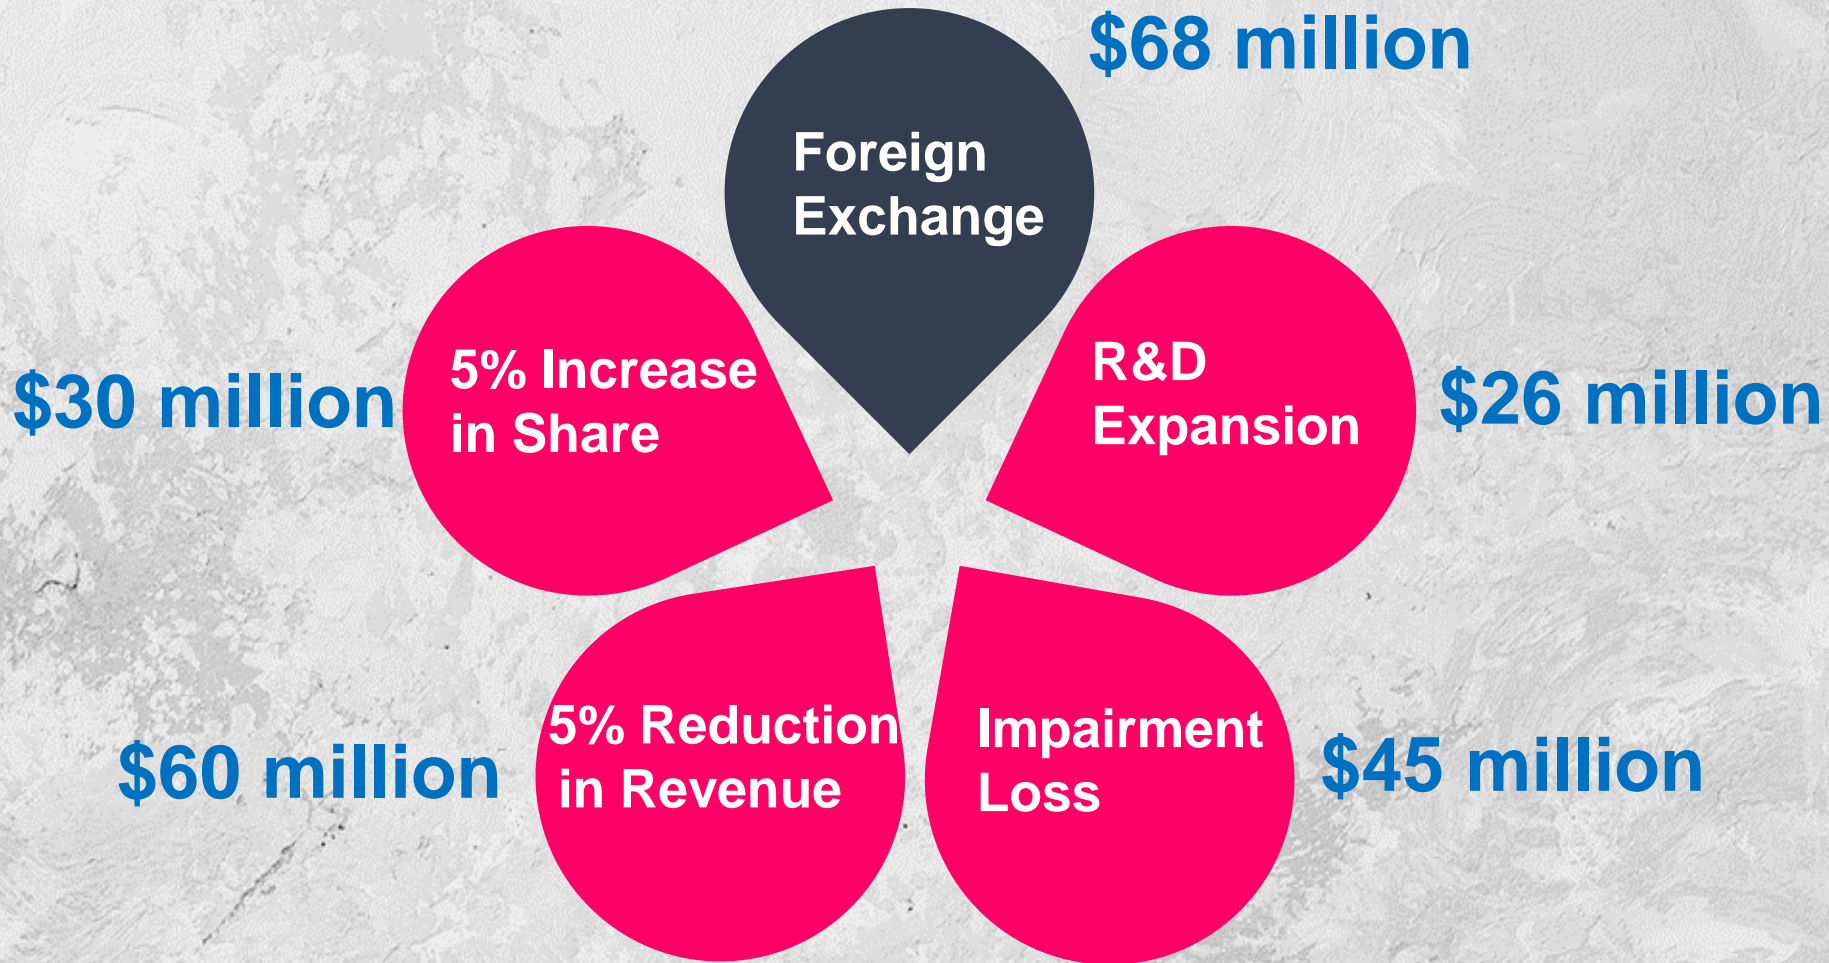 $68 million
Foreign
Exchange
$30 million
5% Increase
in Share
R&D
Expansion
$26 million
$60 million
5% Reduction
in Revenue
Impairment
Loss
$45 million